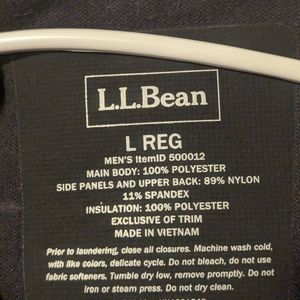 L.L.Bean
L REG
MEN'S ItemID 500012
MAIN BODY: 100% POLYESTER
SIDE PANELS AND UPPER BACK: 89% NYLON
11% SPANDEX
INSULATION: 100% POLYESTER
EXCLUSIVE OF TRIM
MADE IN VIETNAM
Prior to laundering, close all closures. Machine wash cold,
with like colors, delicate cycle. Do not bleach, do not use
fabric softeners. Tumble dry low, remove promptly. Do not
iron or steam press. Do not dry clean.